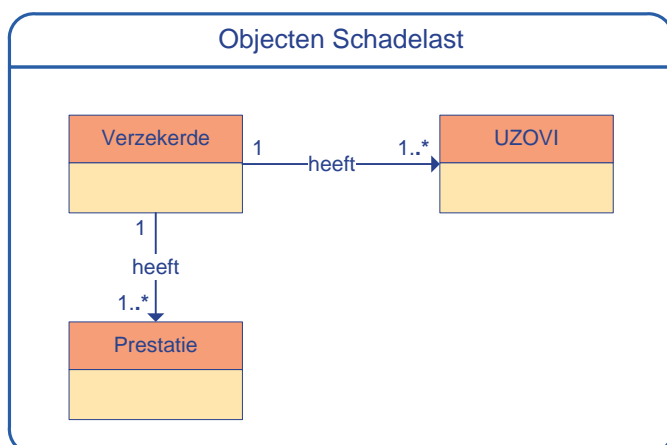 Objecten Schadelast
Verzekerde
1
heeft
1..*
UZOVI
1
heeft
1..*
Prestatie